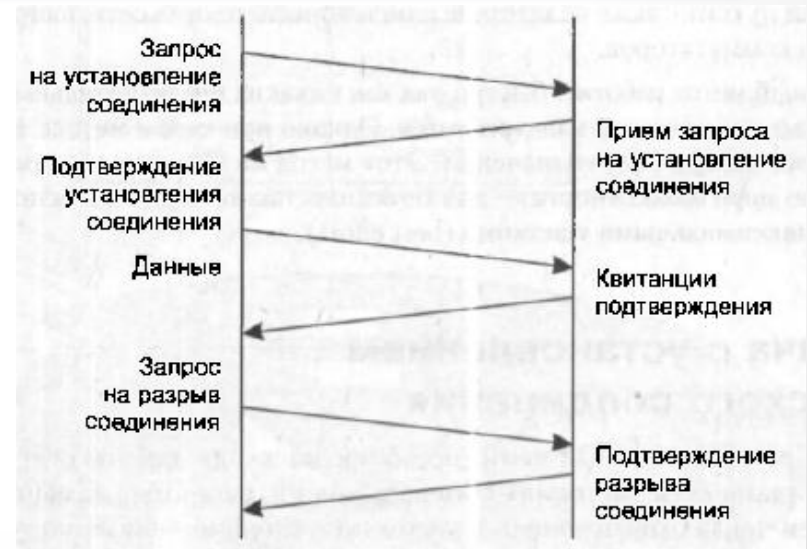 Запрос
на установление
соединения
Прием запроса
на установление
соединения
Подтверждение
установления
соединения
Данные
Квитанции
подтверждения
Запрос
на разрыв
соединения
Подтверждение
разрыва
соединения